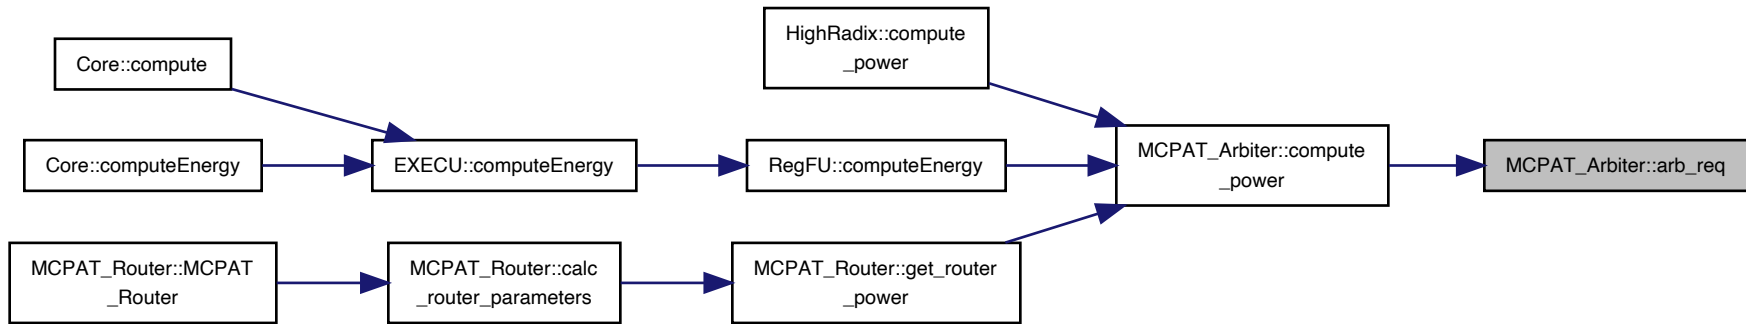 HighRadix::compute
_power
Core::compute
Core::computeEnergy
EXECU::computeEnergy
RegFU::computeEnergy
MCPAT_Arbiter::compute
_power
MCPAT_Arbiter::arb_req
MCPAT_Router::MCPAT
_Router
MCPAT_Router::calc
_router_parameters
MCPAT_Router::get_router
_power